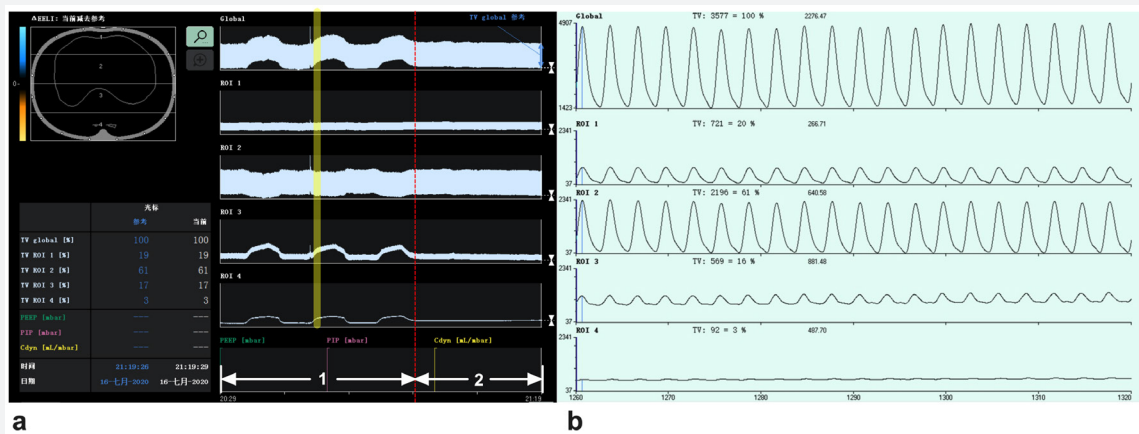 ΔEELI: 当前减去参考
1
2
3
4
0
Global
TV global 参考
ROI 1
ROI 2
ROI 3
ROI 4
光标
参考 当前
TV global [%] 100 100
TV ROI 1 [%] 19 19
TV ROI 2 [%] 61 61
TV ROI 3 [%] 17 17
TV ROI 4 [%] 3 3
PEEP [mbar] --- ---
PIP [mbar] --- ---
Cdyn [mL/mbar] --- ---
时间 21:19:26 21:19:29
日期 16-七月-2020 16-七月-2020
PEEP [mbar] PIP [mbar] Cdyn [mL/mbar]
1 2
20:29 21:19
a
Global TV: 3577 = 100 % 2276.47
4907
1423
ROI 1 TV: 721 = 20 % 266.71
2341
37
ROI 2 TV: 2196 = 61 % 640.58
2341
37
ROI 3 TV: 569 = 16 % 881.48
2341
37
ROI 4 TV: 92 = 3 % 487.70
2341
37
1260 1270 1280 1290 1300 1310 1320
b